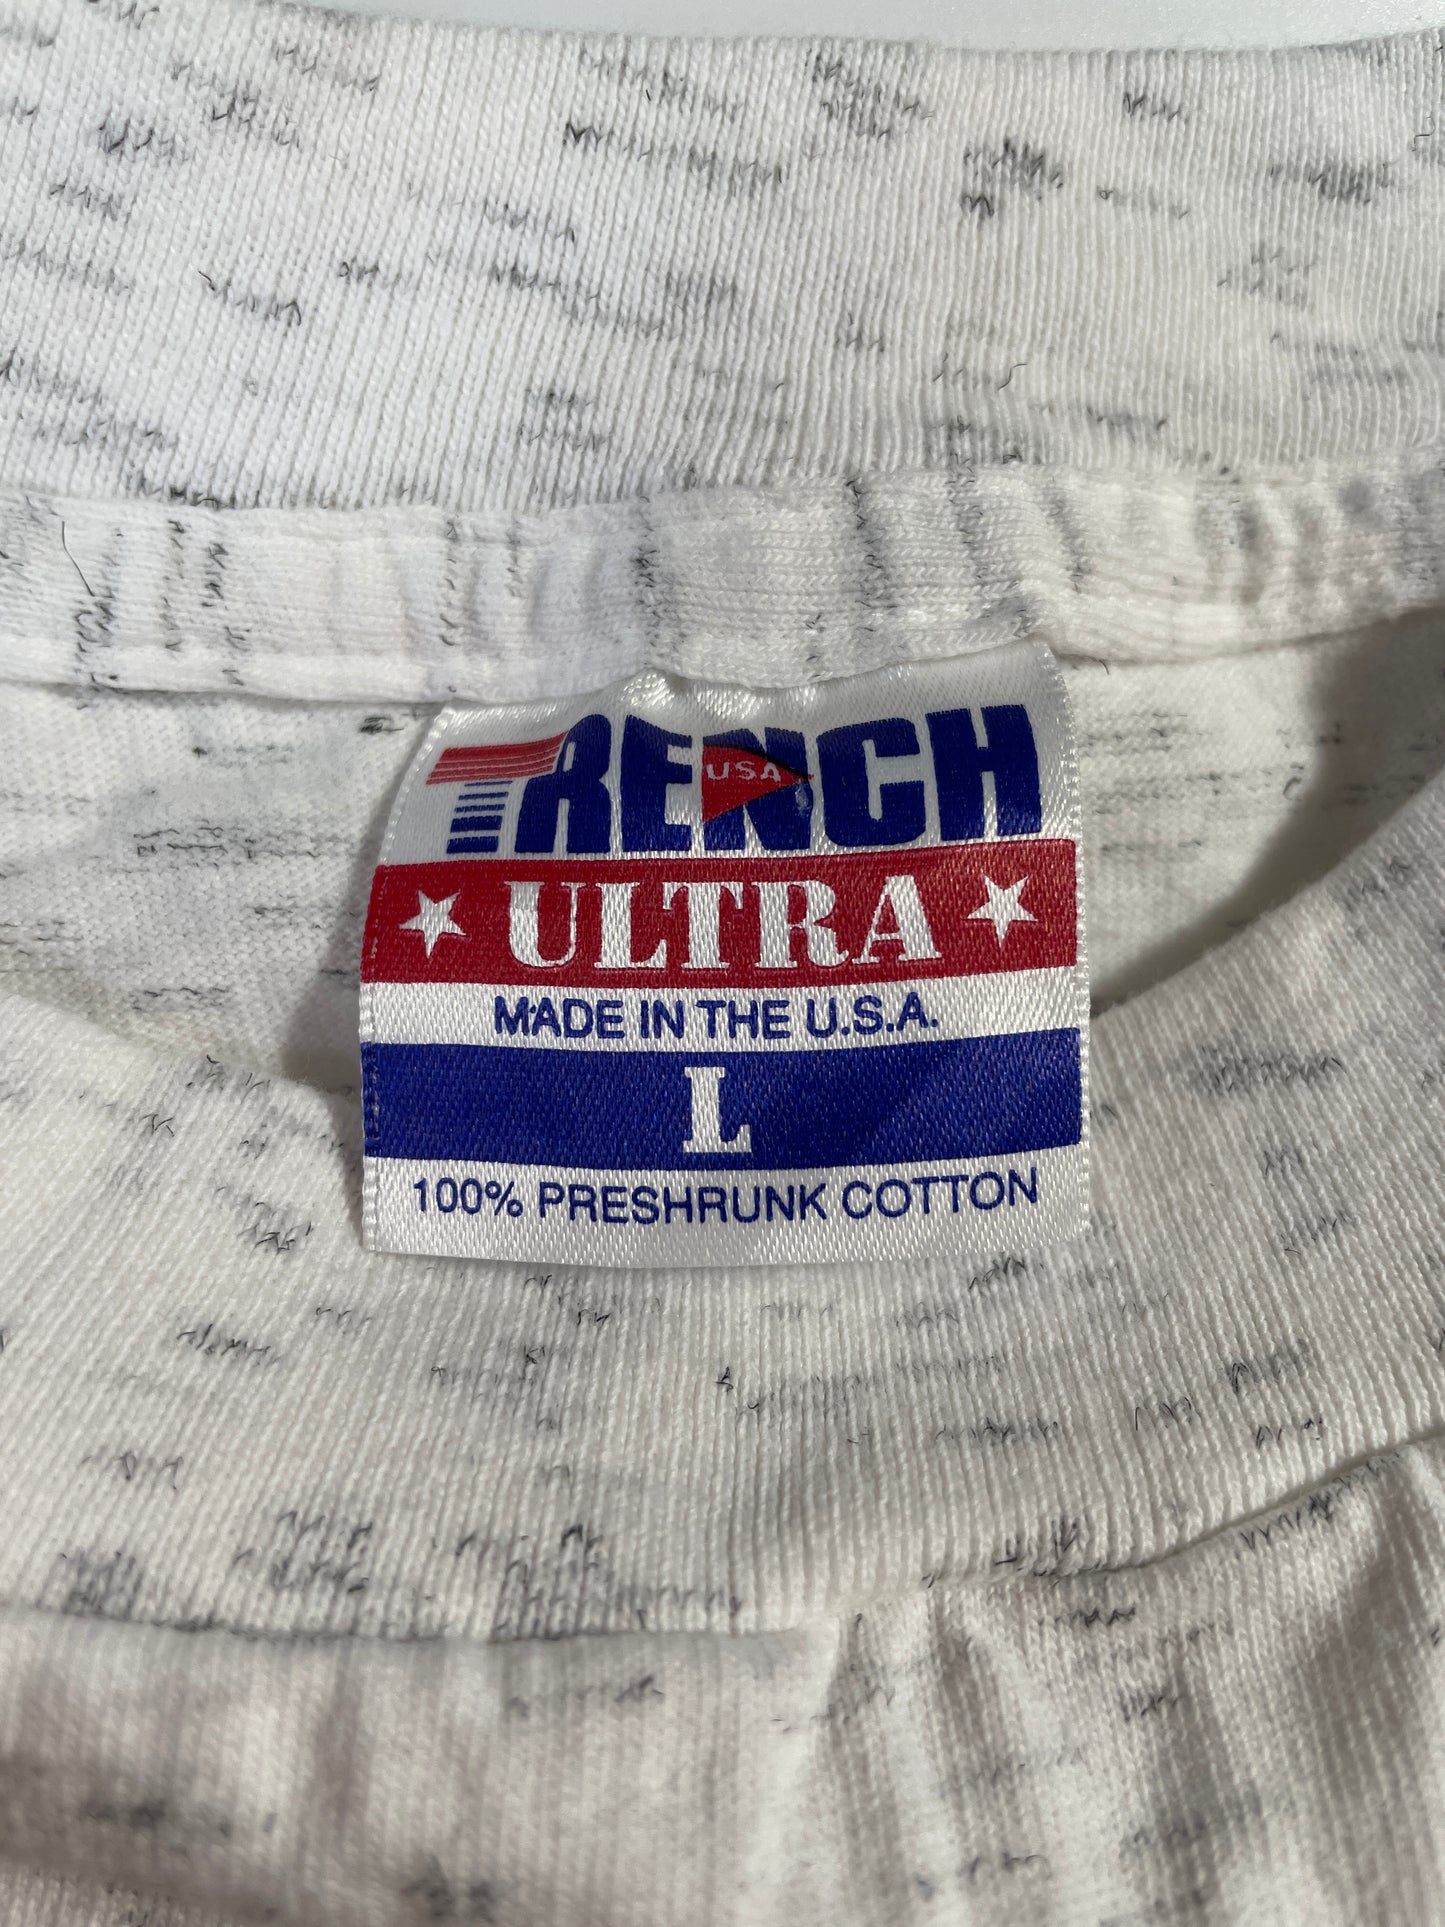 TRENCH
USA
ULTRA
MADE IN THE U.S.A.
L
100% PRESHRUNK COTTON